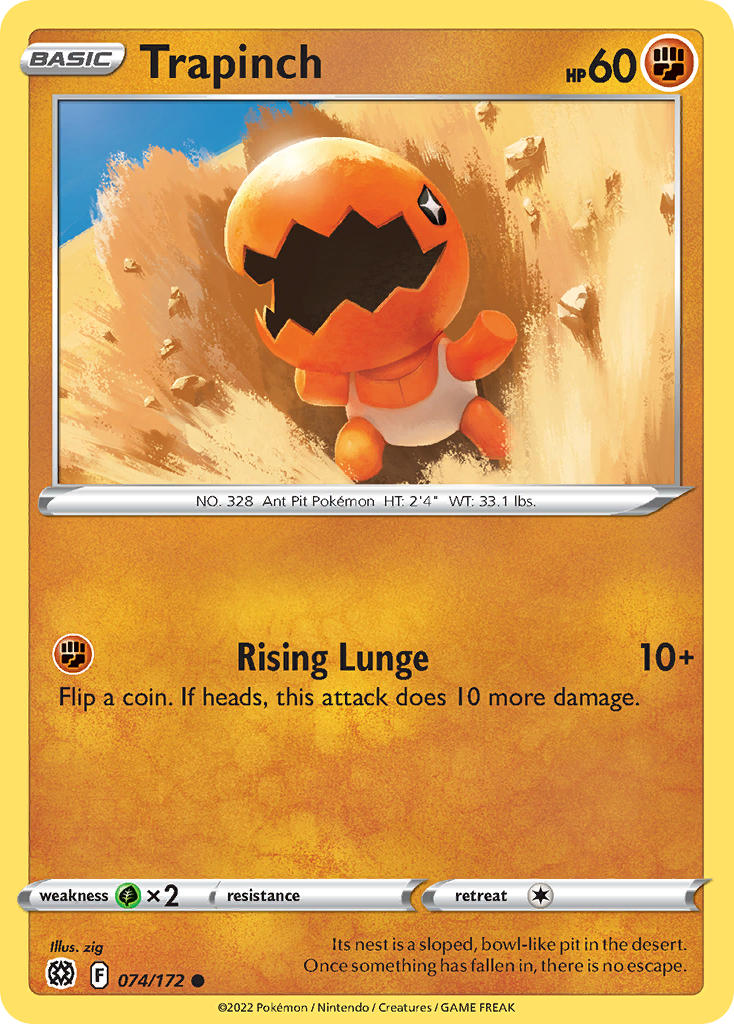 BASIC Trapinch HP 60
NO. 328 Ant Pit Pokémon HT: 2'4" WT: 33.1 lbs.
Rising Lunge 10+
Flip a coin. If heads, this attack does 10 more damage.
weakness ×2 resistance retreat
Illus. zig
Its nest is a sloped, bowl-like pit in the desert.
Once something has fallen in, there is no escape.
F 074/172
©2022 Pokémon / Nintendo / Creatures / GAME FREAK